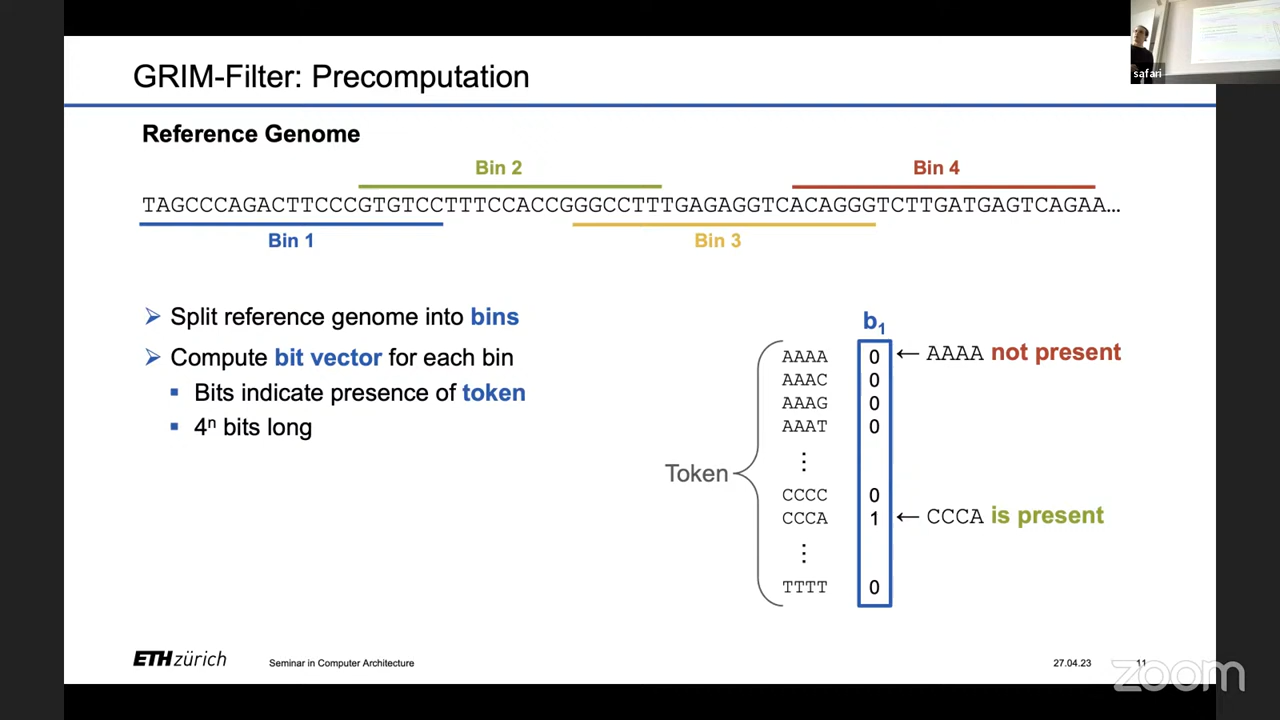 GRIM-Filter: Precomputation
safari
Reference Genome
Bin 2
Bin 4
TAGCCCAGACTTCCCGTGTCCTTTCCACCGGGCCTTTGAGAGGTCACAGGGTCTTGATGAGTCAGAA...
Bin 1
Bin 3
➢ Split reference genome into bins
➢ Compute bit vector for each bin
▪ Bits indicate presence of token
▪ 4ⁿ bits long
b₁
AAAA 0 ← AAAA not present
AAAC 0
AAAG 0
AAAT 0
⋮
Token
CCCC 0
CCCA 1 ← CCCA is present
⋮
TTTT 0
ETH zürich
Seminar in Computer Architecture
27.04.23
11
zoom